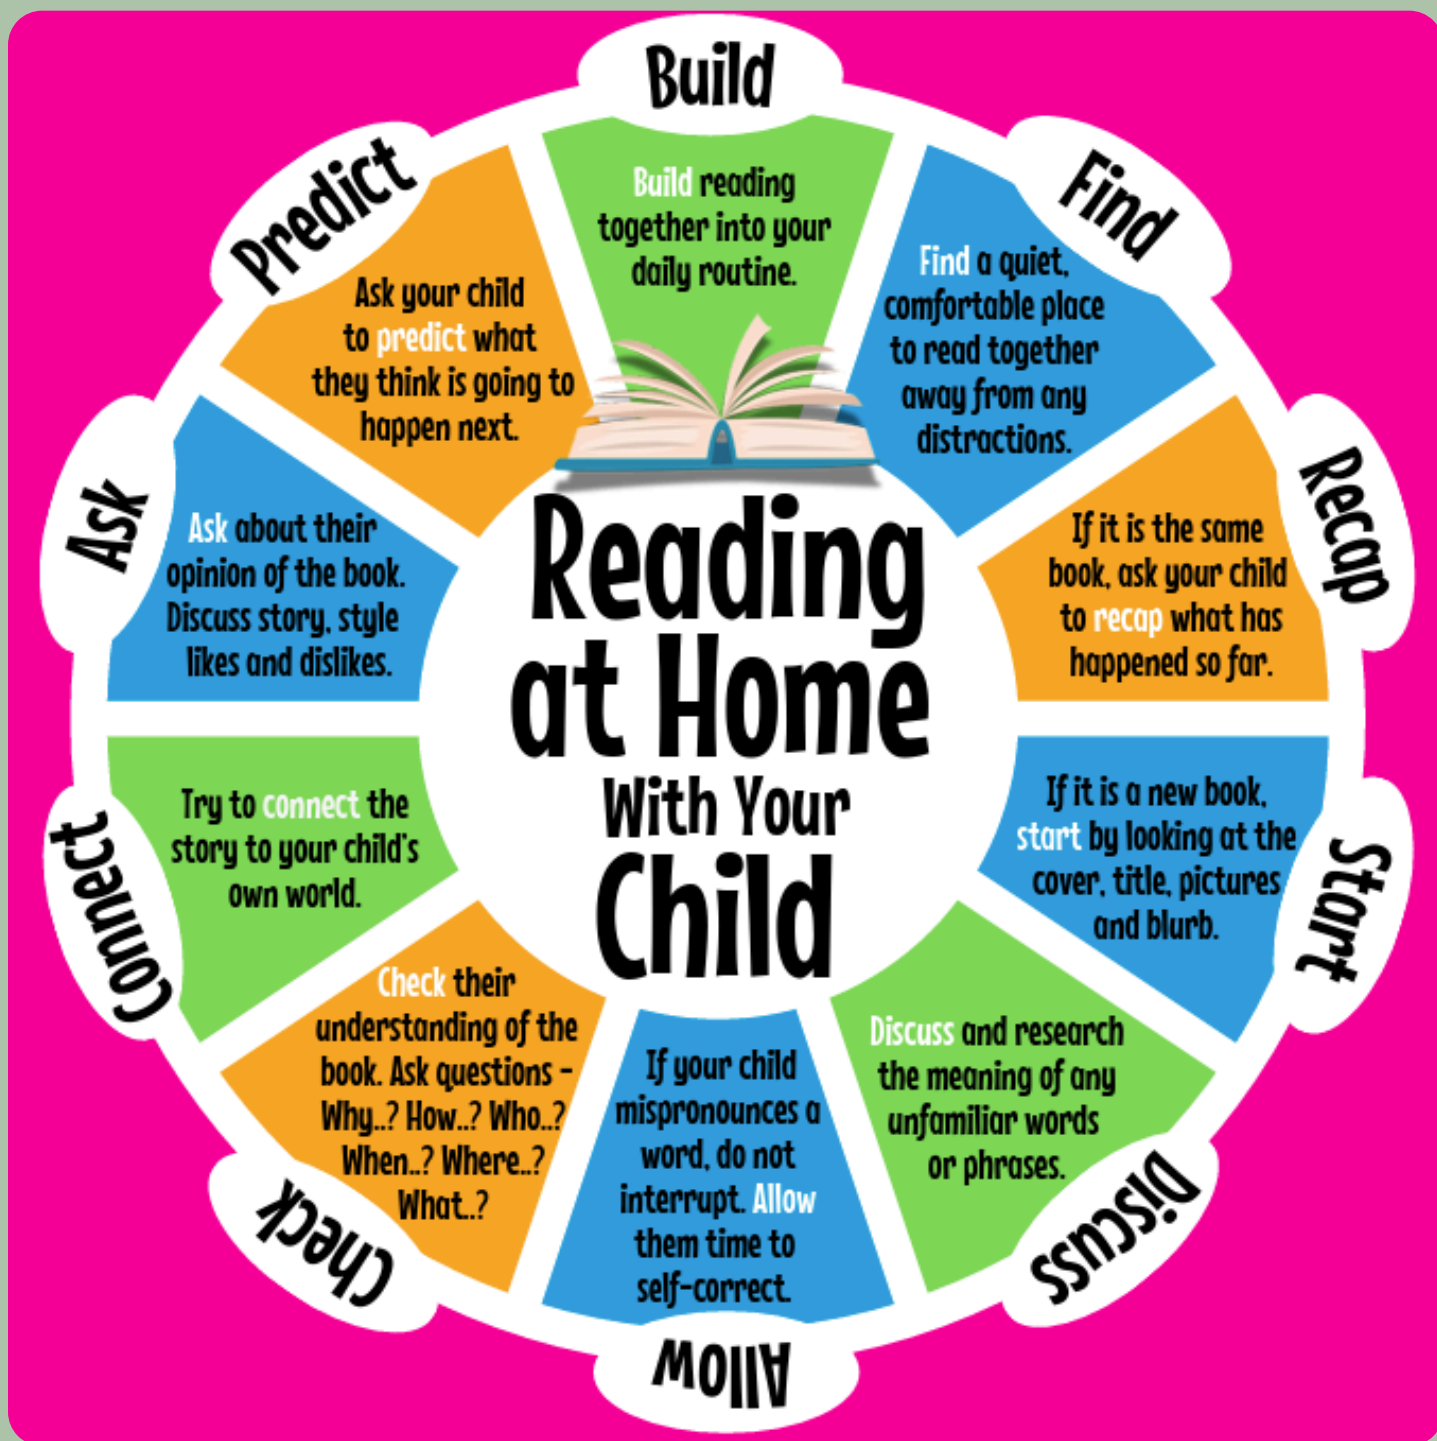 Build
Build reading
together into your
daily routine.
Find
Find a quiet,
comfortable place
to read together
away from any
distractions.
Recap
If it is the same
book, ask your child
to recap what has
happened so far.
Start
If it is a new book,
start by looking at the
cover, title, pictures
and blurb.
Discuss
Discuss and research
the meaning of any
unfamiliar words
or phrases.
Allow
If your child
mispronounces a
word, do not
interrupt. Allow
them time to
self-correct.
Check
Check their
understanding of the
book. Ask questions -
Why..? How..? Who..?
When..? Where..?
What..?
Connect
Try to connect the
story to your child's
own world.
Ask
Ask about their
opinion of the book.
Discuss story, style
likes and dislikes.
Predict
Ask your child
to predict what
they think is going to
happen next.
Reading
at Home
With Your
Child